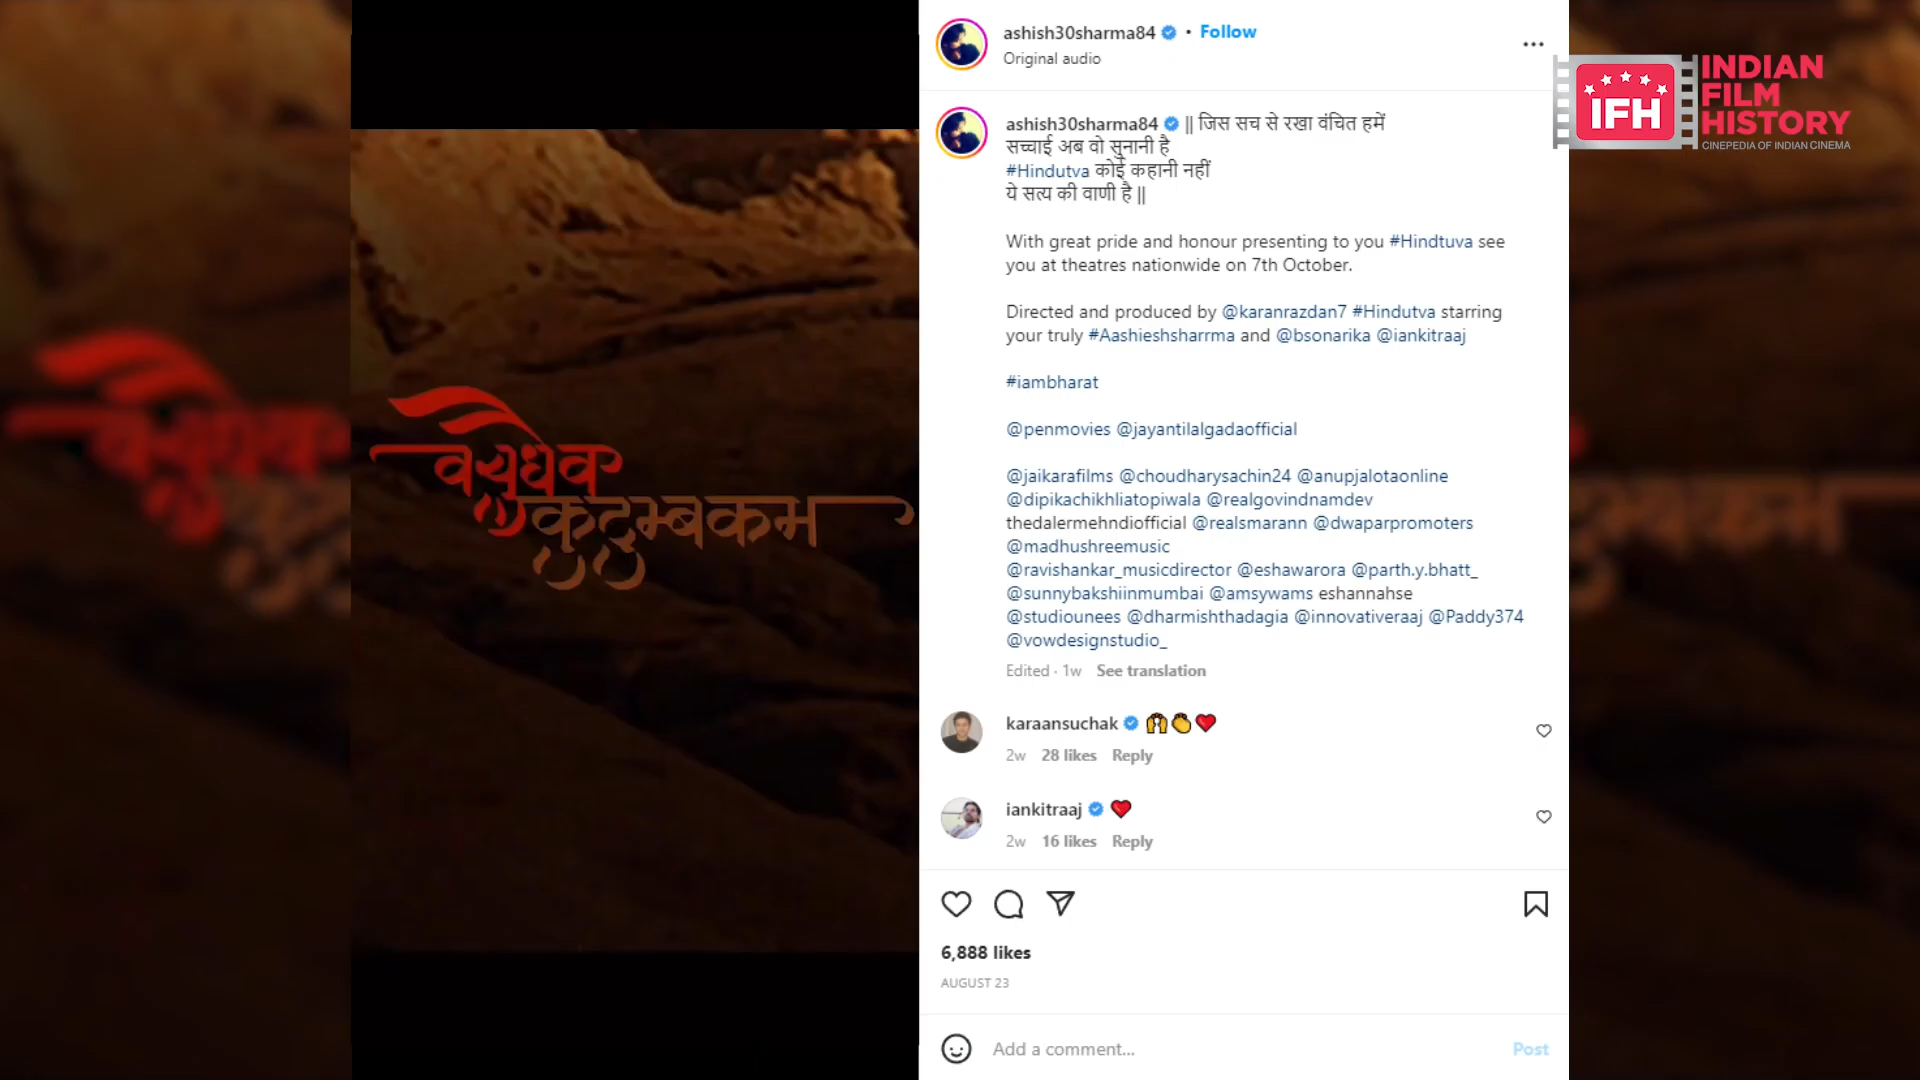 वसुधैव
कुटुम्बकम
ashish30sharma84 • Follow
Original audio
ashish30sharma84 || जिस सच से रखा वंचित हमें
सच्चाई अब वो सुनानी है
#Hindutva कोई कहानी नहीं
ये सत्य की वाणी है ||
With great pride and honour presenting to you #Hindtuva see
you at theatres nationwide on 7th October.
Directed and produced by @karanrazdan7 #Hindutva starring
your truly #Aashieshsharrma and @bsonarika @iankitraaj
#iambharat
@penmovies @jayantilalgadaofficial
@jaikarafilms @choudharysachin24 @anupjalotaonline
@dipikachikhliatopiwala @realgovindnamdev
thedalermehndiofficial @realsmarann @dwaparpromoters
@madhushreemusic
@ravishankar_musicdirector @eshawarora @parth.y.bhatt_
@sunnybakshiinmumbai @amsywams eshannahse
@studiounees @dharmishthadagia @innovativeraaj @Paddy374
@vowdesignstudio_
Edited · 1w See translation
karaansuchak
2w 28 likes Reply
iankitraaj
2w 16 likes Reply
6,888 likes
AUGUST 23
Add a comment...
Post
IFH
INDIAN
FILM
HISTORY
CINEPEDIA OF INDIAN CINEMA